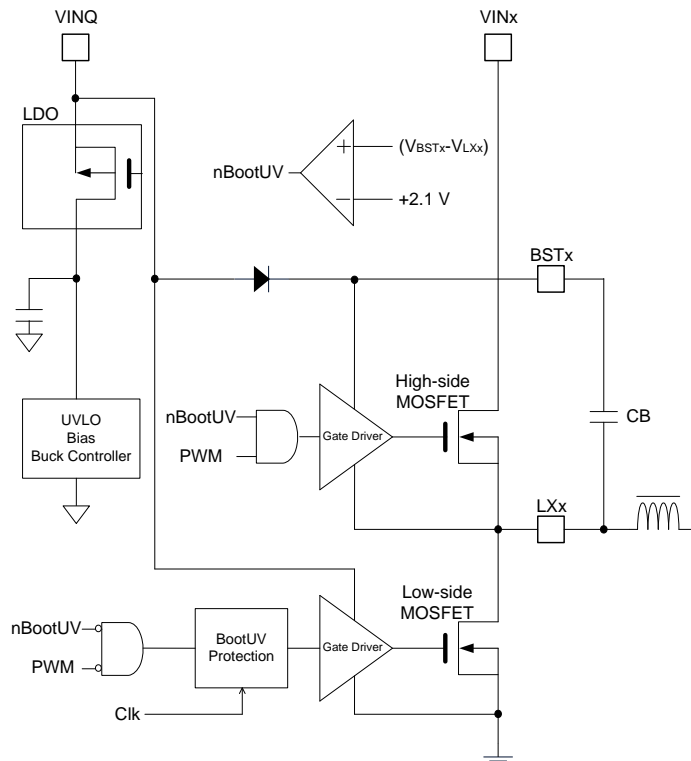 VINQ
VINx
LDO
nBootUV
(VBSTx-VLXx)
+2.1 V
BSTx
High-side
MOSFET
nBootUV
PWM
Gate Driver
CB
UVLO
Bias
Buck Controller
LXx
Low-side
MOSFET
nBootUV
PWM
BootUV
Protection
Gate Driver
Clk